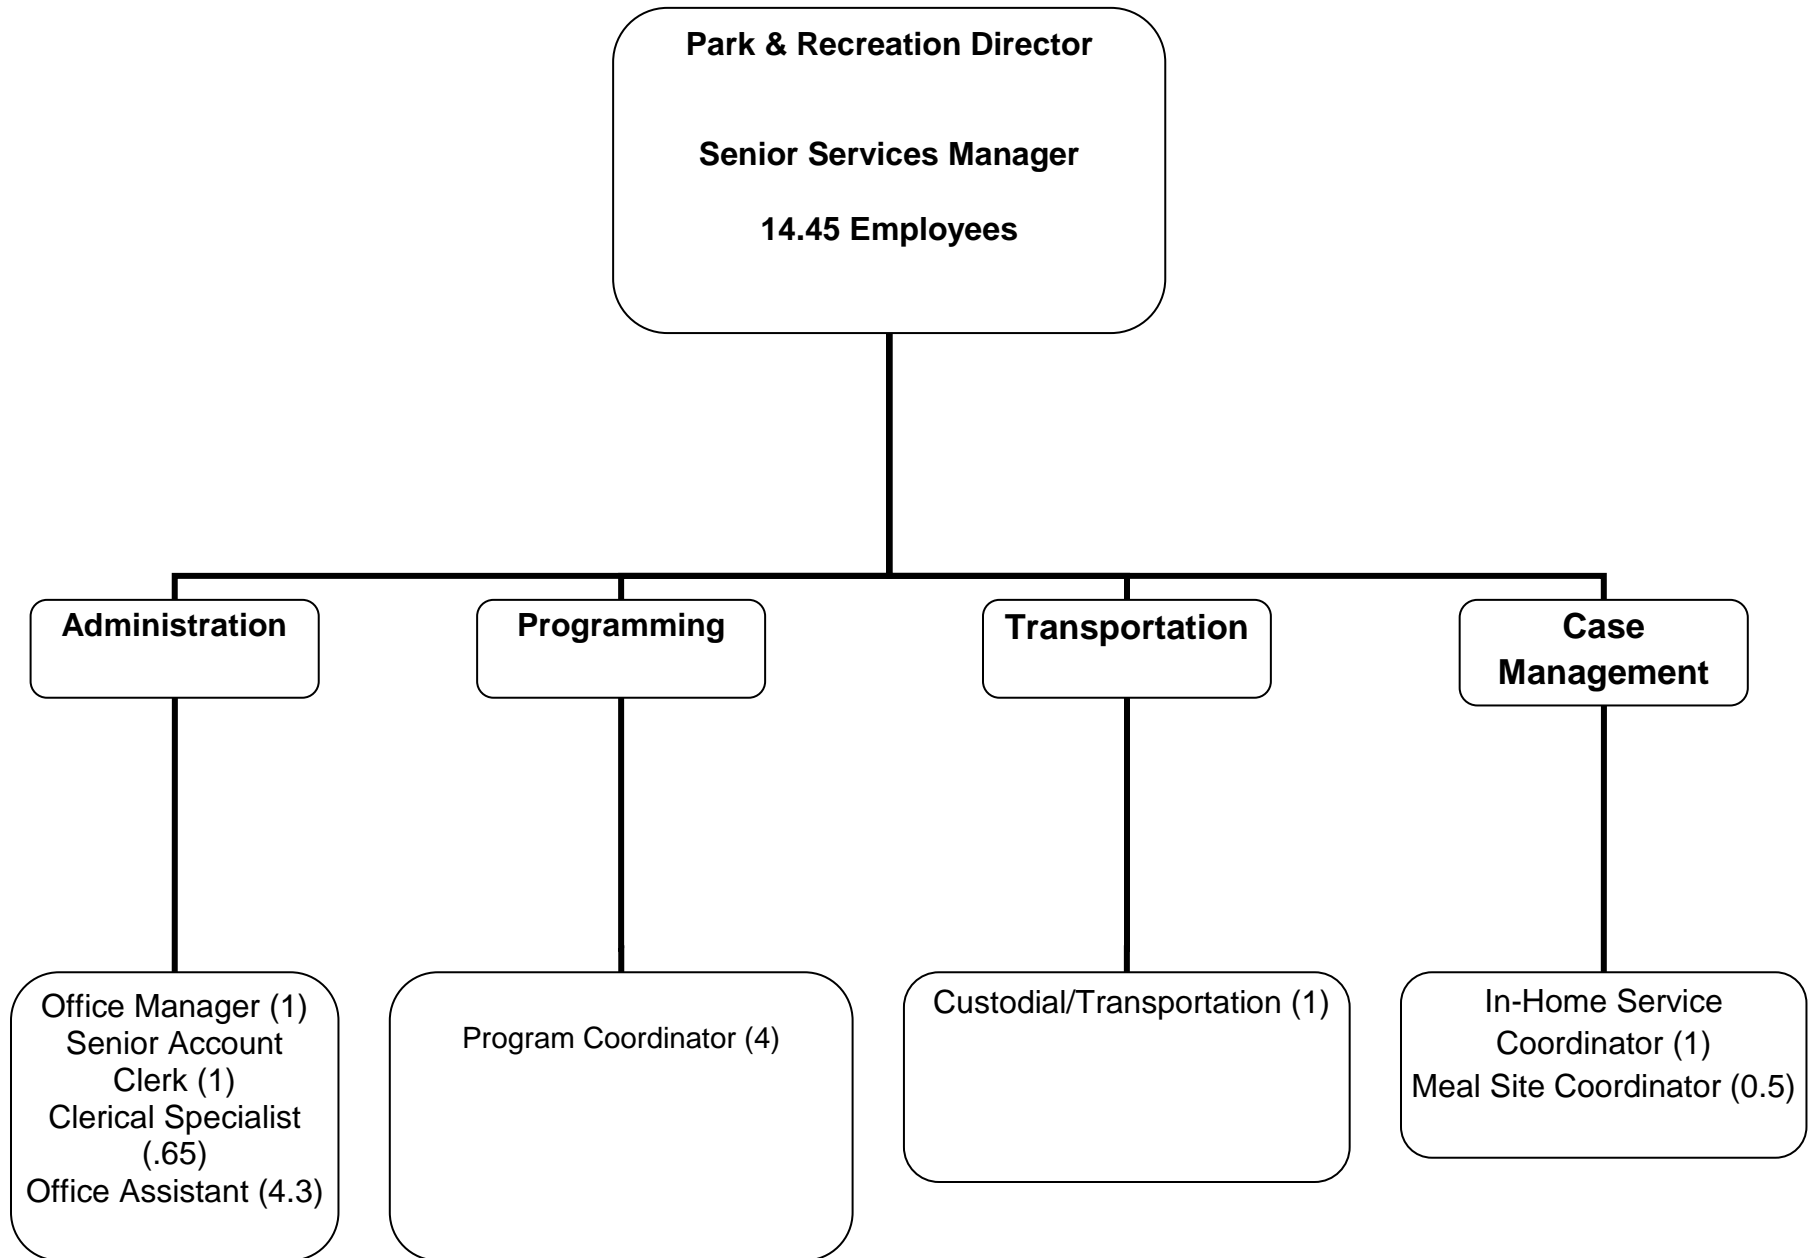 Park & Recreation Director
Senior Services Manager
14.45 Employees
Administration
Programming
Transportation
Case
Management
Office Manager (1)
Senior Account
Clerk (1)
Clerical Specialist
(.65)
Office Assistant (4.3)
Program Coordinator (4)
Custodial/Transportation (1)
In-Home Service
Coordinator (1)
Meal Site Coordinator (0.5)